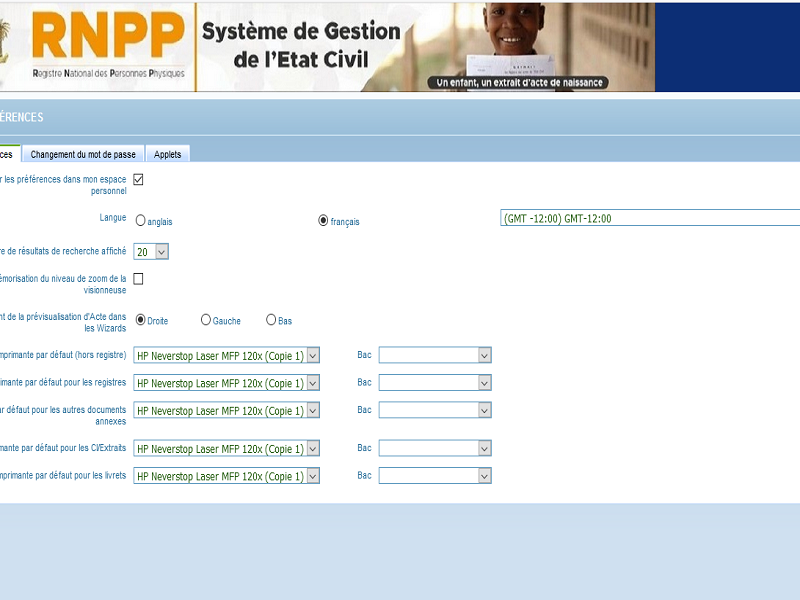 RNPP
Registre National des Personnes Physiques
Système de Gestion
de l'Etat Civil
Un enfant, un extrait d'acte de naissance
ÉRENCES
ces
Changement du mot de passe
Applets
r les préférences dans mon espace
personnel
Langue
anglais
français
(GMT -12:00) GMT-12:00
re de résultats de recherche affiché
20
émorisation du niveau de zoom de la
visionneuse
nt de la prévisualisation d'Acte dans
les Wizards
Droite
Gauche
Bas
mprimante par défaut (hors registre)
HP Neverstop Laser MFP 120x (Copie 1)
Bac
imante par défaut pour les registres
HP Neverstop Laser MFP 120x (Copie 1)
Bac
ar défaut pour les autres documents
annexes
HP Neverstop Laser MFP 120x (Copie 1)
Bac
mante par défaut pour les CI/Extraits
HP Neverstop Laser MFP 120x (Copie 1)
Bac
mprimante par défaut pour les livrets
HP Neverstop Laser MFP 120x (Copie 1)
Bac